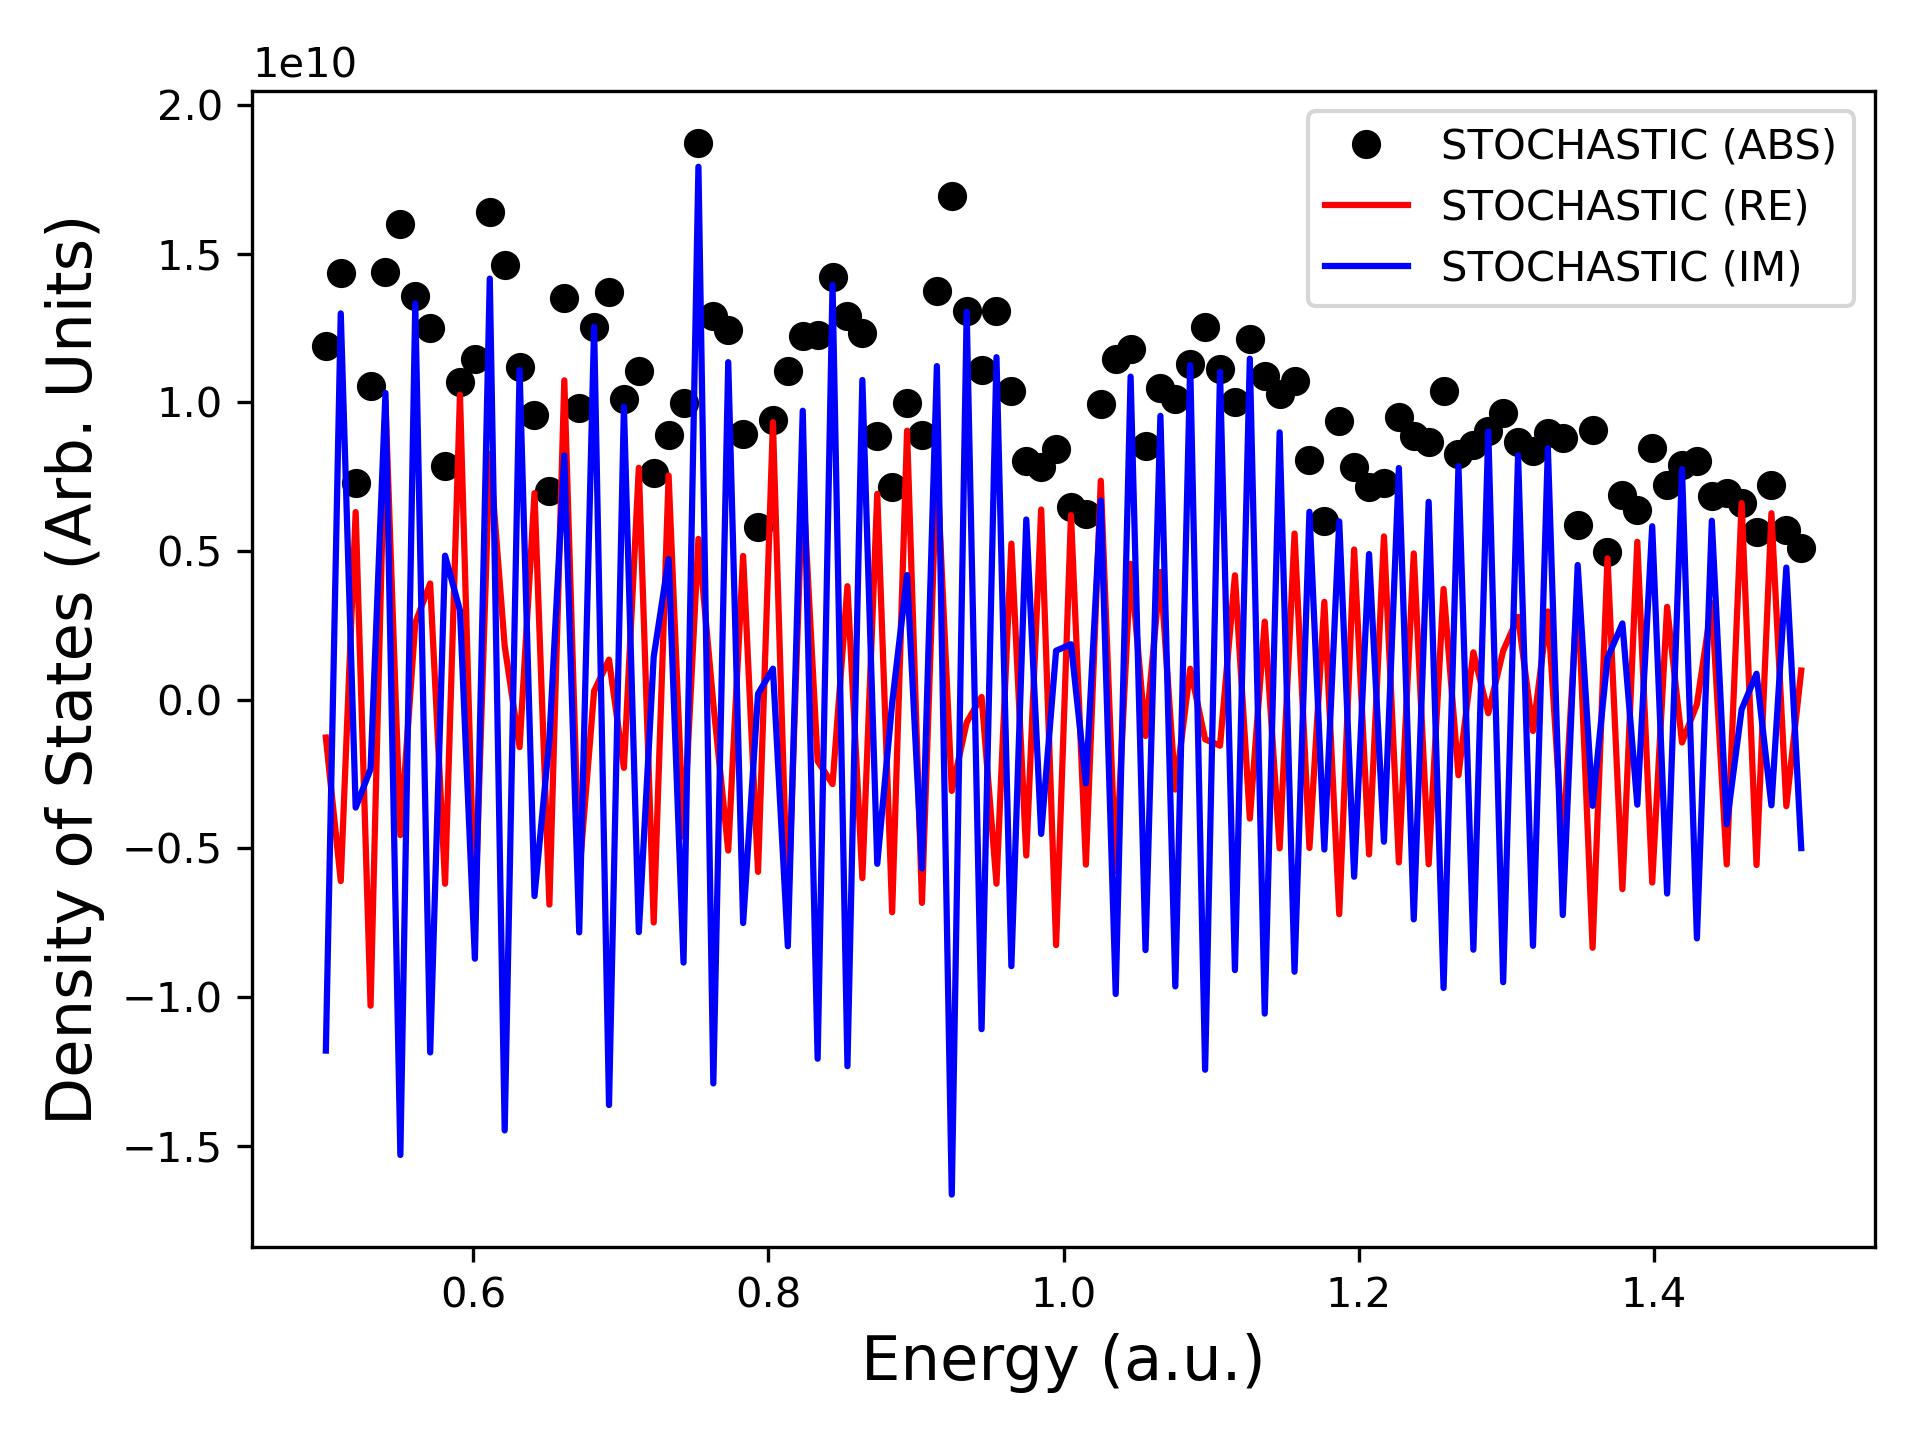 1e10
2.0
1.5
1.0
0.5
0.0
−0.5
−1.0
−1.5
Density of States (Arb. Units)
STOCHASTIC (ABS)
STOCHASTIC (RE)
STOCHASTIC (IM)
0.6 0.8 1.0 1.2 1.4
Energy (a.u.)